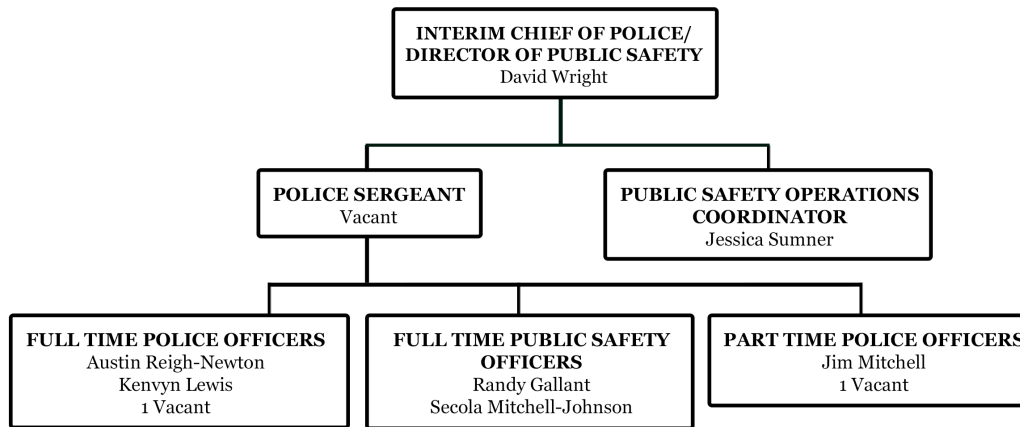 INTERIM CHIEF OF POLICE/
DIRECTOR OF PUBLIC SAFETY
David Wright
POLICE SERGEANT
Vacant
PUBLIC SAFETY OPERATIONS
COORDINATOR
Jessica Sumner
FULL TIME POLICE OFFICERS
Austin Reigh-Newton
Kenvyn Lewis
1 Vacant
FULL TIME PUBLIC SAFETY
OFFICERS
Randy Gallant
Secola Mitchell-Johnson
PART TIME POLICE OFFICERS
Jim Mitchell
1 Vacant